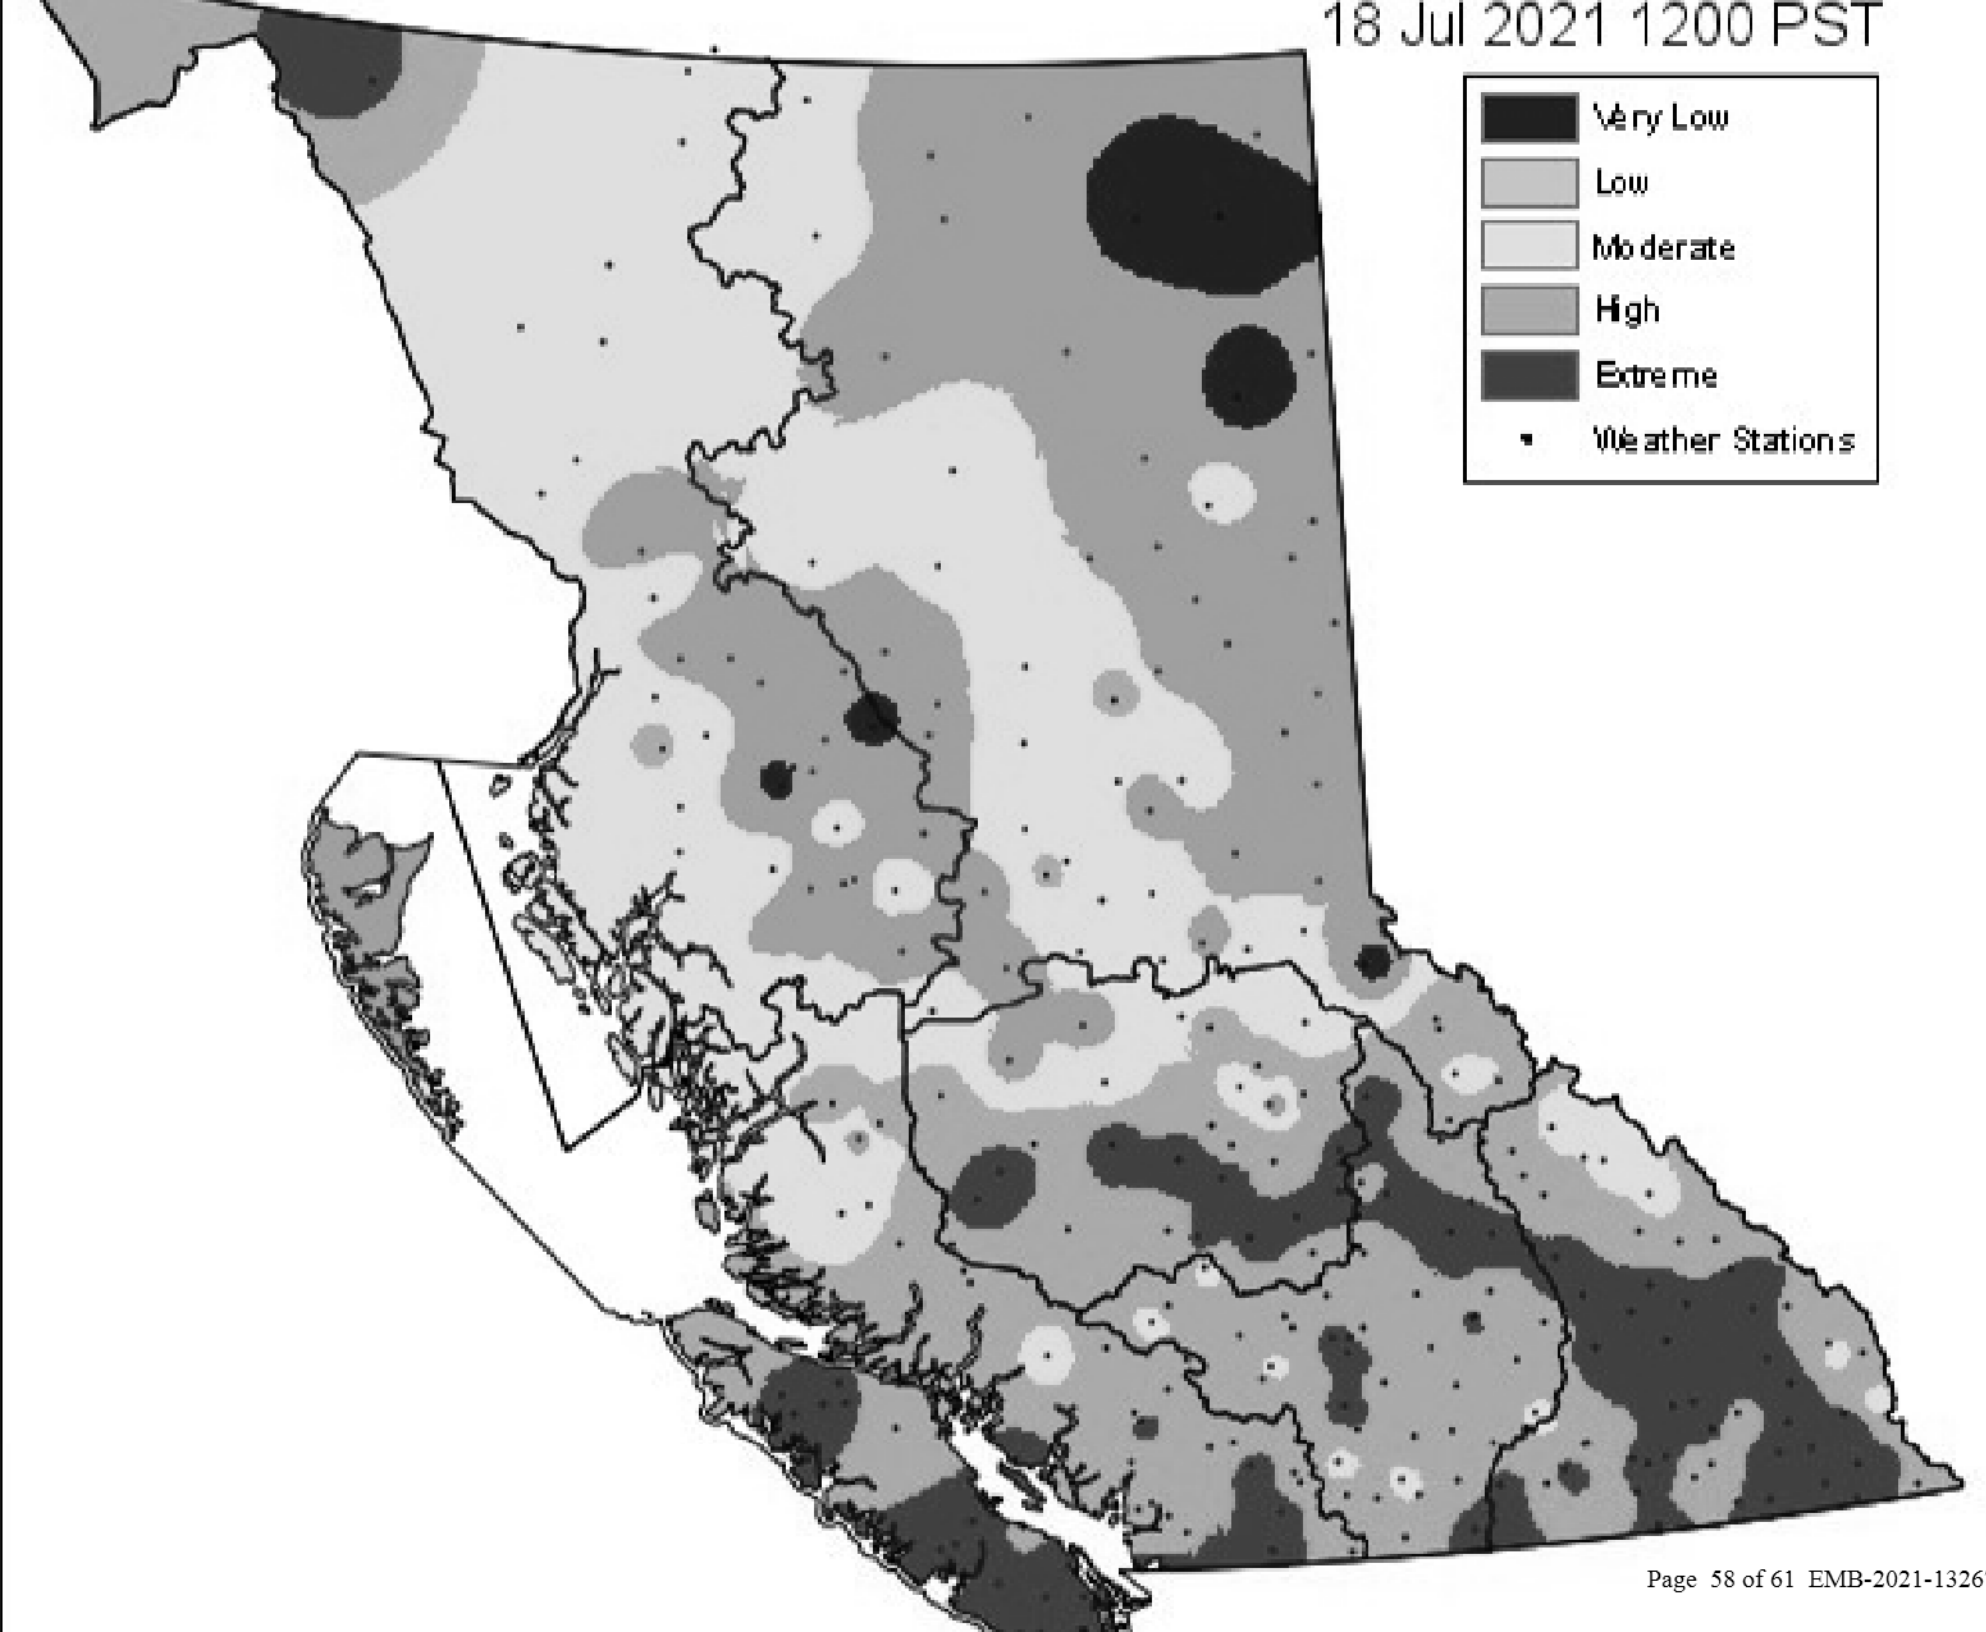 18 Jul 2021 1200 PST
Very Low
Low
Moderate
High
Extreme
Weather Stations
Page 58 of 61 EMB-2021-1326